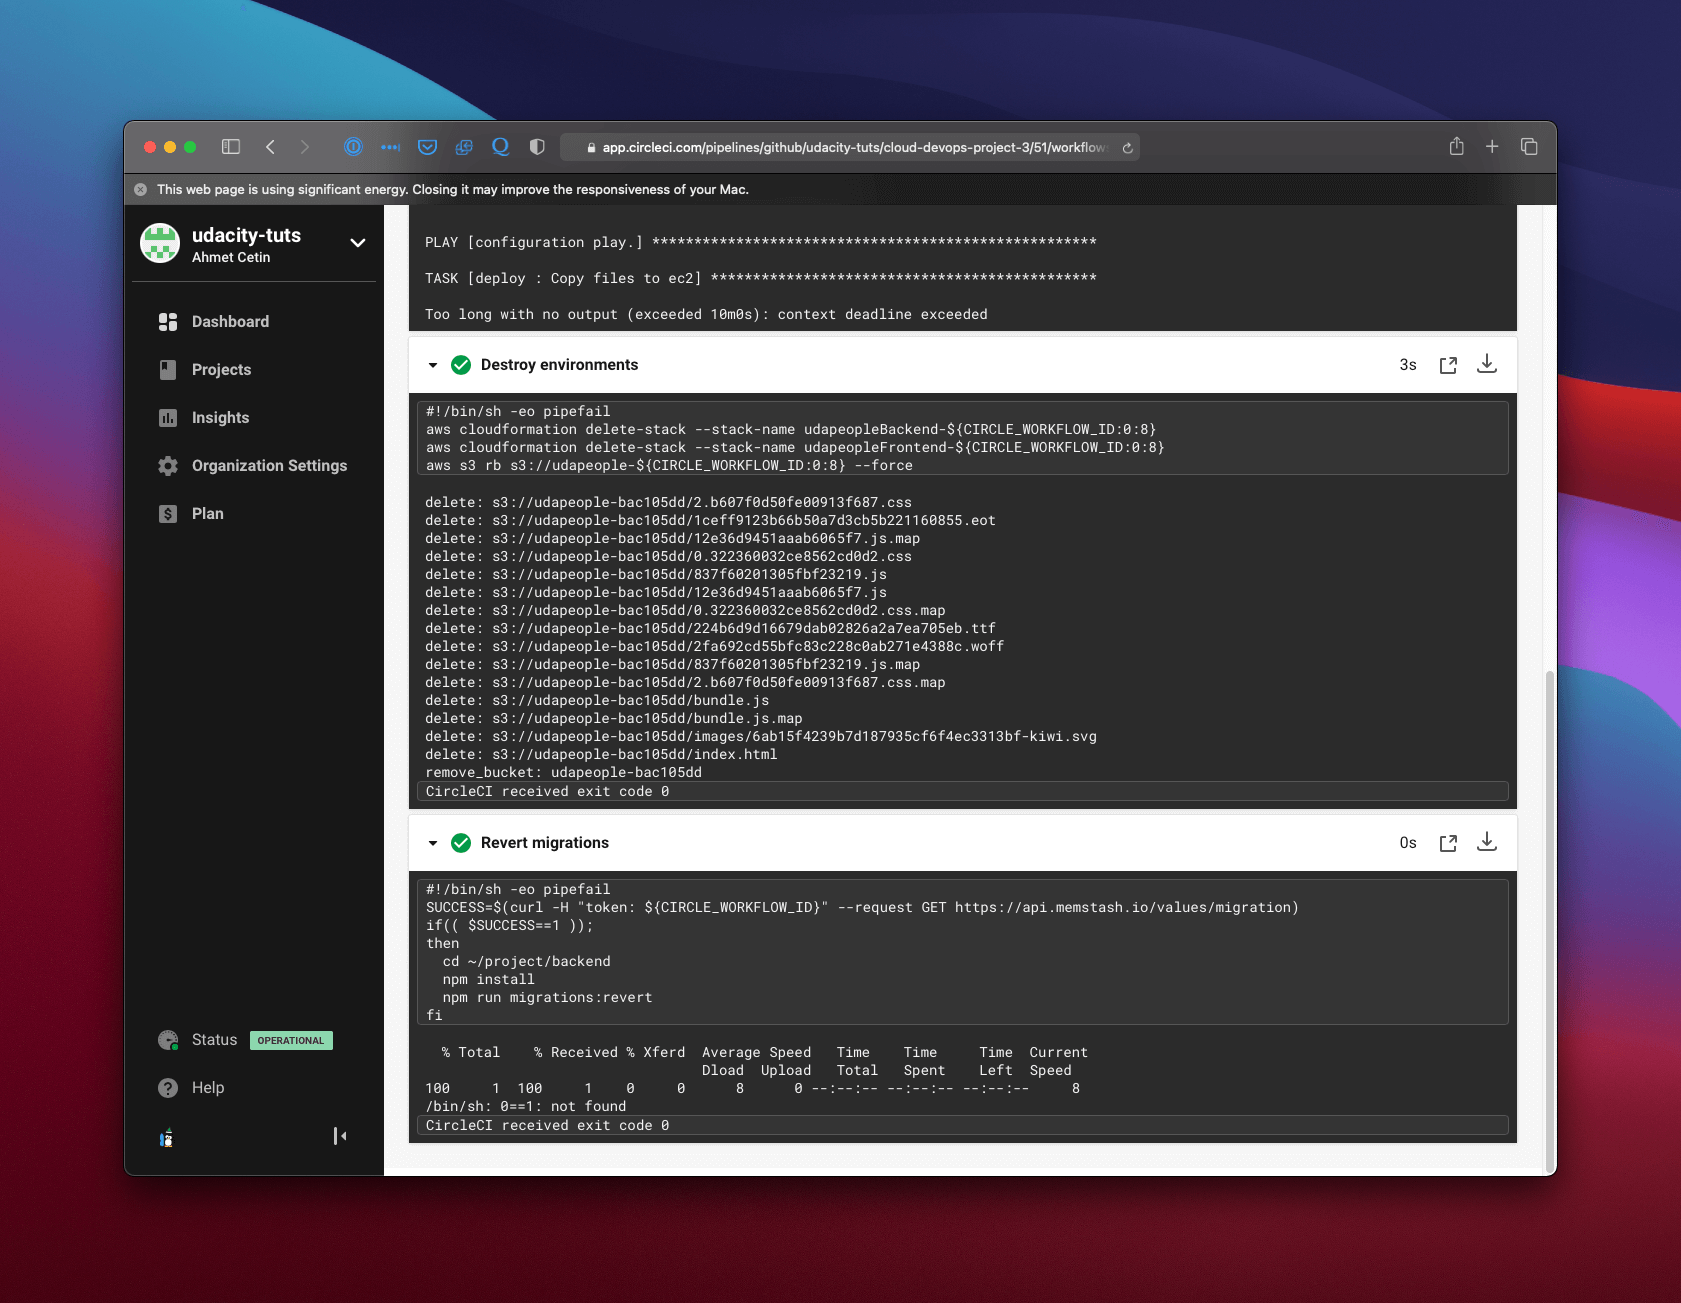 app.circleci.com/pipelines/github/udacity-tuts/cloud-devops-project-3/51/workflow
This web page is using significant energy. Closing it may improve the responsiveness of your Mac.
udacity-tuts
Ahmet Cetin
Dashboard
Projects
Insights
Organization Settings
Plan
Status OPERATIONAL
Help
PLAY [configuration play.] *****************************************************
TASK [deploy : Copy files to ec2] **********************************************
Too long with no output (exceeded 10m0s): context deadline exceeded
Destroy environments 3s
#!/bin/sh -eo pipefail
aws cloudformation delete-stack --stack-name udapeopleBackend-${CIRCLE_WORKFLOW_ID:0:8}
aws cloudformation delete-stack --stack-name udapeopleFrontend-${CIRCLE_WORKFLOW_ID:0:8}
aws s3 rb s3://udapeople-${CIRCLE_WORKFLOW_ID:0:8} --force
delete: s3://udapeople-bac105dd/2.b607f0d50fe00913f687.css
delete: s3://udapeople-bac105dd/1ceff9123b66b50a7d3cb5b221160855.eot
delete: s3://udapeople-bac105dd/12e36d9451aaab6065f7.js.map
delete: s3://udapeople-bac105dd/0.322360032ce8562cd0d2.css
delete: s3://udapeople-bac105dd/837f60201305fbf23219.js
delete: s3://udapeople-bac105dd/12e36d9451aaab6065f7.js
delete: s3://udapeople-bac105dd/0.322360032ce8562cd0d2.css.map
delete: s3://udapeople-bac105dd/224b6d9d16679dab02826a2a7ea705eb.ttf
delete: s3://udapeople-bac105dd/2fa692cd55bfc83c228c0ab271e4388c.woff
delete: s3://udapeople-bac105dd/837f60201305fbf23219.js.map
delete: s3://udapeople-bac105dd/2.b607f0d50fe00913f687.css.map
delete: s3://udapeople-bac105dd/bundle.js
delete: s3://udapeople-bac105dd/bundle.js.map
delete: s3://udapeople-bac105dd/images/6ab15f4239b7d187935cf6f4ec3313bf-kiwi.svg
delete: s3://udapeople-bac105dd/index.html
remove_bucket: udapeople-bac105dd
CircleCI received exit code 0
Revert migrations 0s
#!/bin/sh -eo pipefail
SUCCESS=$(curl -H "token: ${CIRCLE_WORKFLOW_ID}" --request GET https://api.memstash.io/values/migration)
if(( $SUCCESS==1 ));
then
cd ~/project/backend
npm install
npm run migrations:revert
fi
% Total % Received % Xferd Average Speed Time Time Time Current
Dload Upload Total Spent Left Speed
100 1 100 1 0 0 8 0 --:--:-- --:--:-- --:--:-- 8
/bin/sh: 0==1: not found
CircleCI received exit code 0